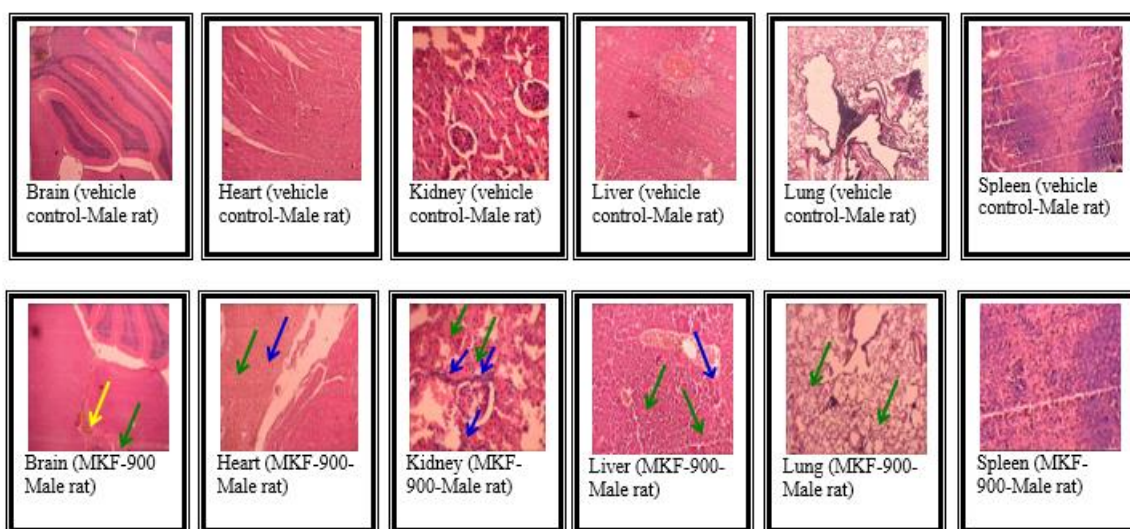 Brain (vehicle
control-Male rat)
Heart (vehicle
control-Male rat)
Kidney (vehicle
control-Male rat)
Liver (vehicle
control-Male rat)
Lung (vehicle
control-Male rat)
Spleen (vehicle
control-Male rat)
Brain (MKF-900
Male rat)
Heart (MKF-900-
Male rat)
Kidney (MKF-
900-Male rat)
Liver (MKF-900-
Male rat)
Lung (MKF-900-
Male rat)
Spleen (MKF-
900-Male rat)